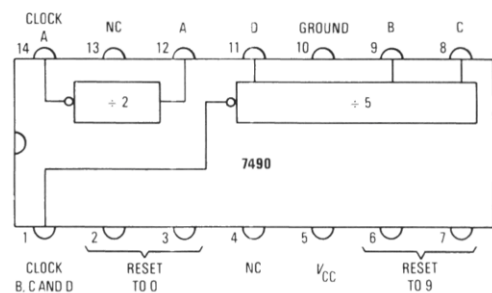 CLOCK NC A D GROUND B C
A
14 13 12 11 10 9 8
÷ 2 ÷ 5
7490
1 2 3 4 5 6 7
CLOCK RESET NC VCC RESET
B, C AND D TO 0 TO 9